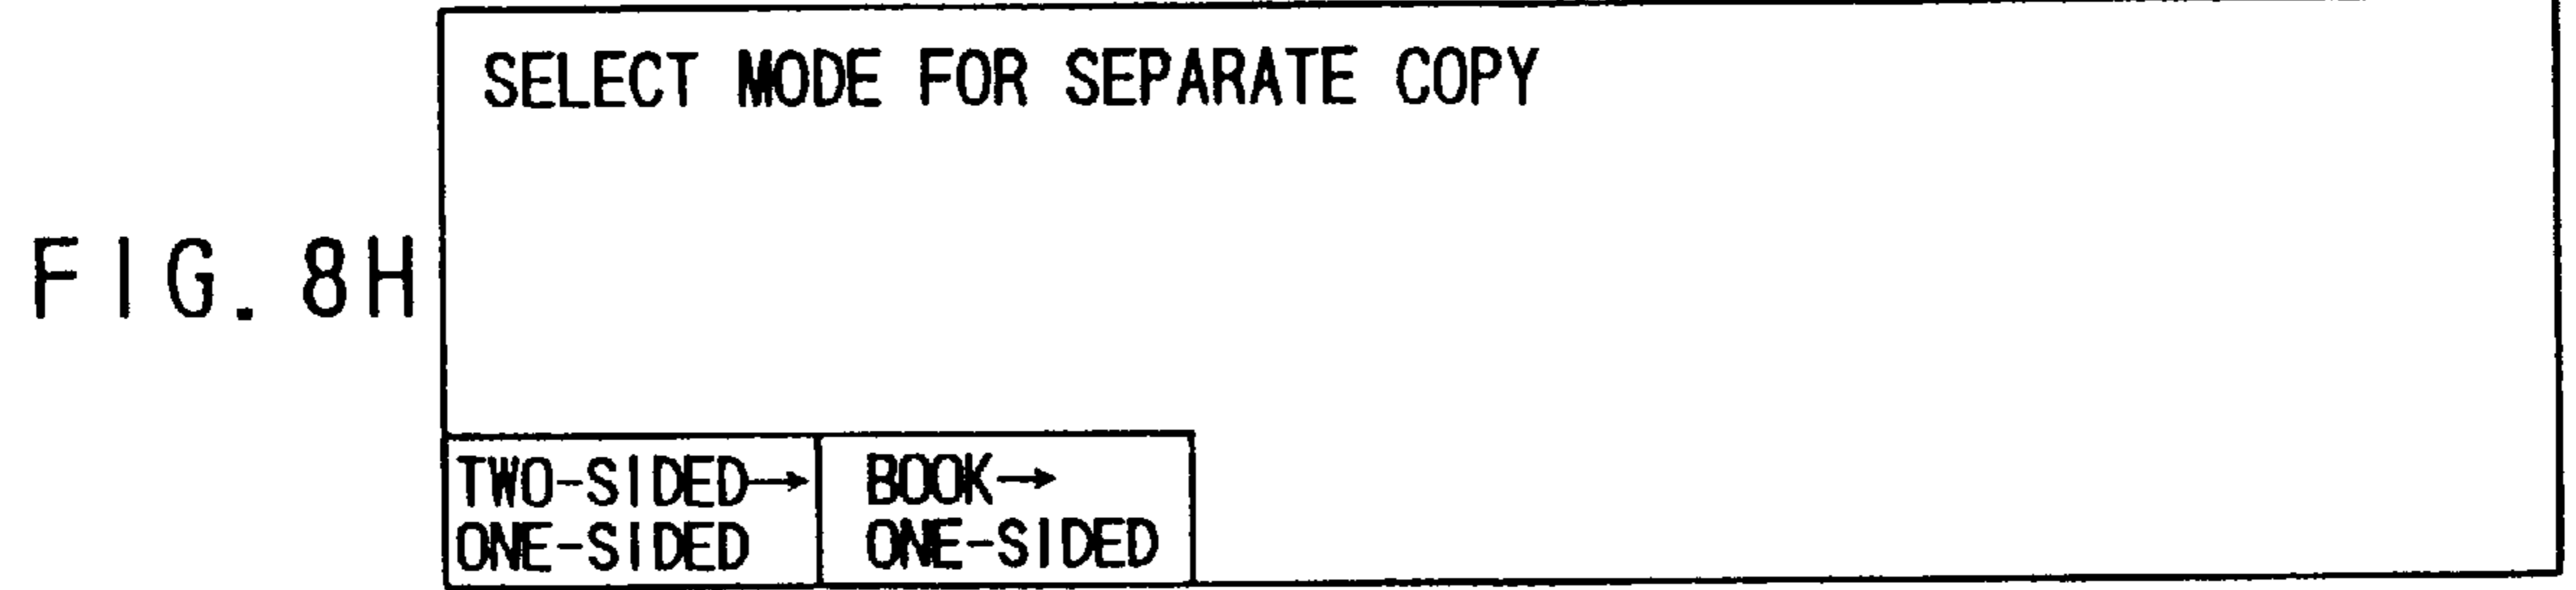 SELECT MODE FOR SEPARATE COPY
FIG. 8H
TWO-SIDED→
ONE-SIDED
BOOK→
ONE-SIDED